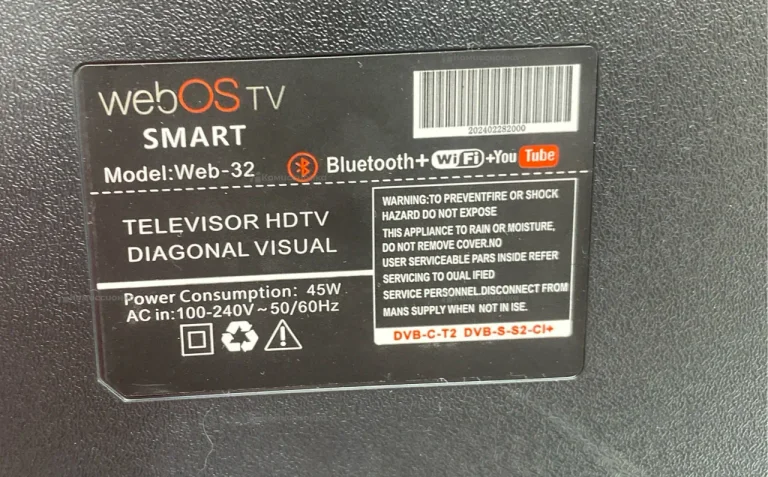 webOS TV
SMART
Model:Web-32
202402282000
Bluetooth+ Wi Fi +You Tube
TELEVISOR HDTV
DIAGONAL VISUAL
Power Consumption: 45W
AC in:100-240V~50/60Hz
WARNING:TO PREVENTFIRE OR SHOCK
HAZARD DO NOT EXPOSE
THIS APPLIANCE TO RAIN OR MOISTURE,
DO NOT REMOVE COVER.NO
USER SERVICEABLE PARS INSIDE REFER
SERVICING TO OUAL IFIED
SERVICE PERSONNEL.DISCONNECT FROM
MANS SUPPLY WHEN NOT IN ISE.
DVB-C-T2 DVB-S-S2-CI+